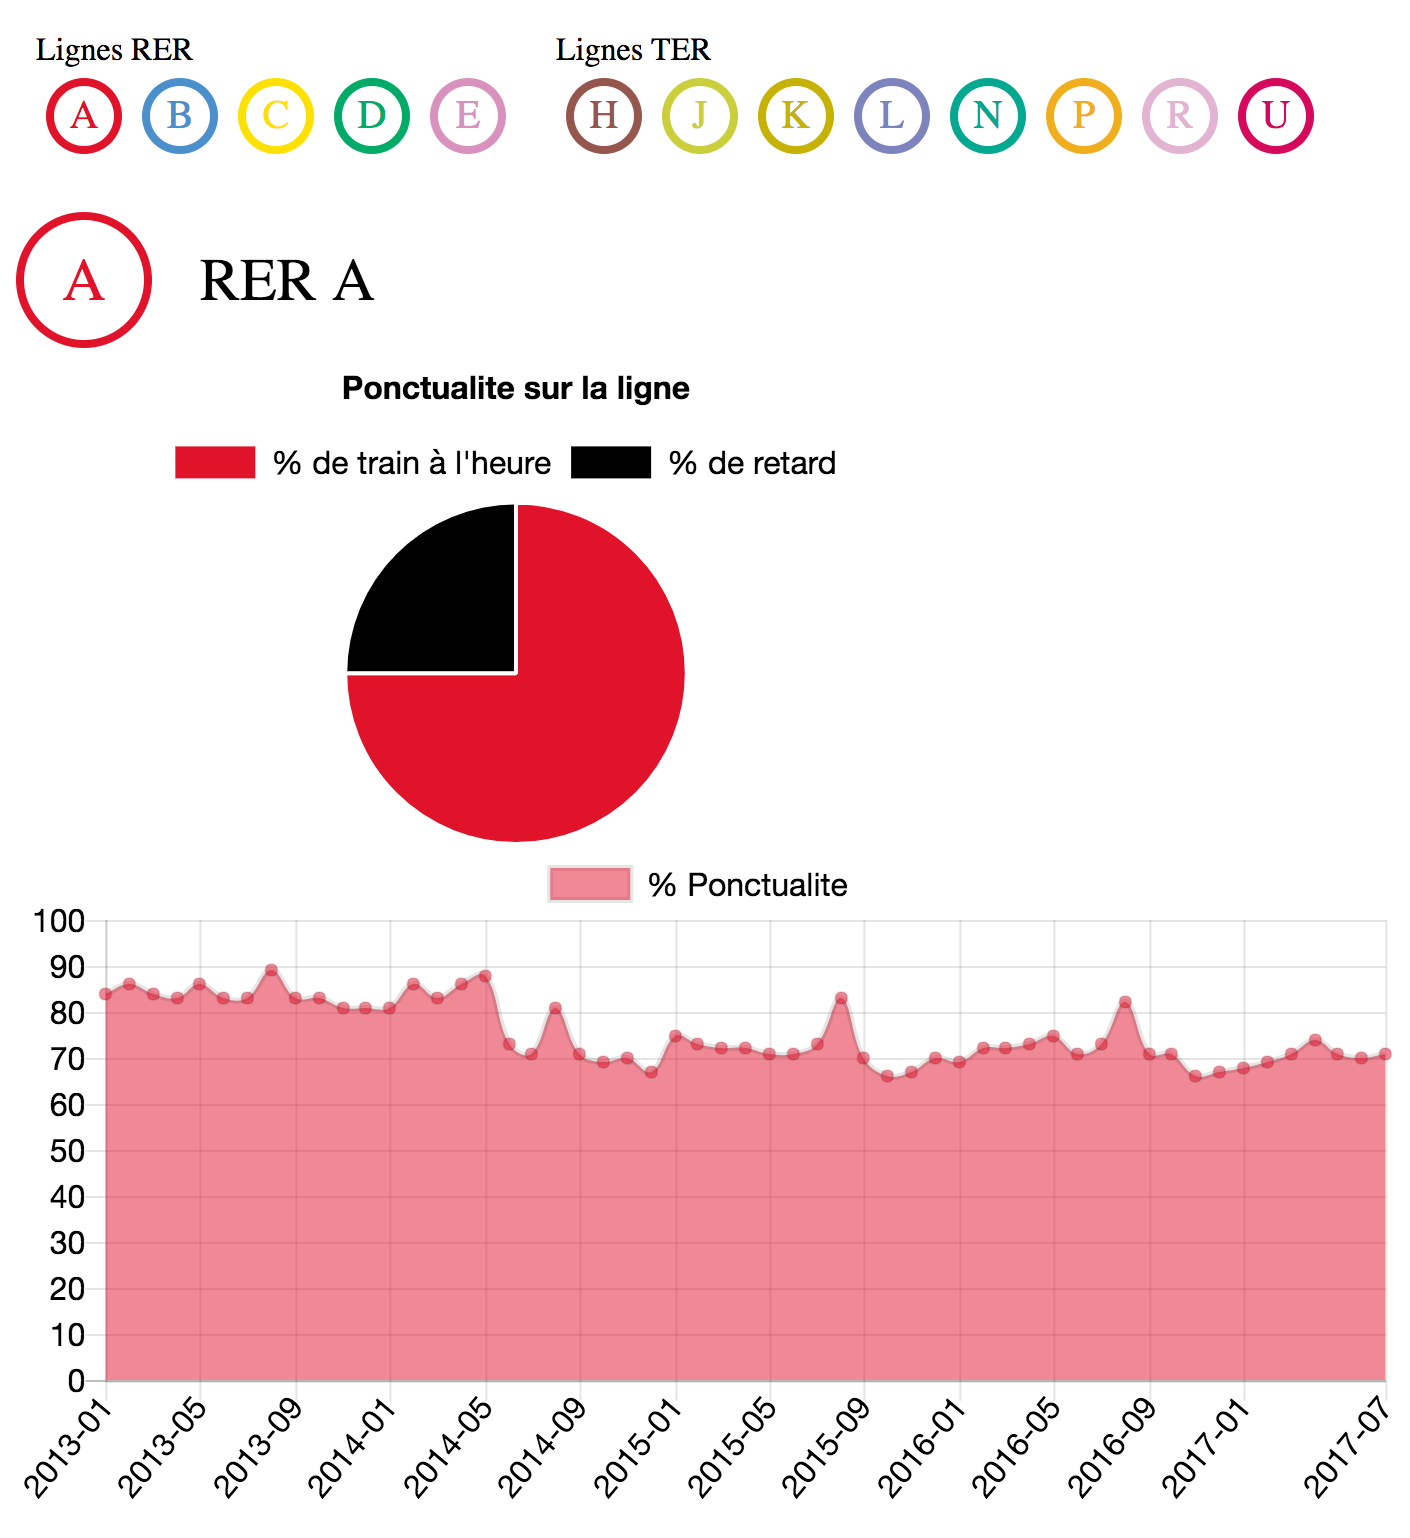 Lignes RER Lignes TER
A B C D E H J K L N P R U
A RER A
Ponctualite sur la ligne
% de train à l'heure % de retard
% Ponctualite
100
90
80
70
60
50
40
30
20
10
0
2013-01 2013-05 2013-09 2014-01 2014-05 2014-09 2015-01 2015-05 2015-09 2016-01 2016-05 2016-09 2017-01 2017-07